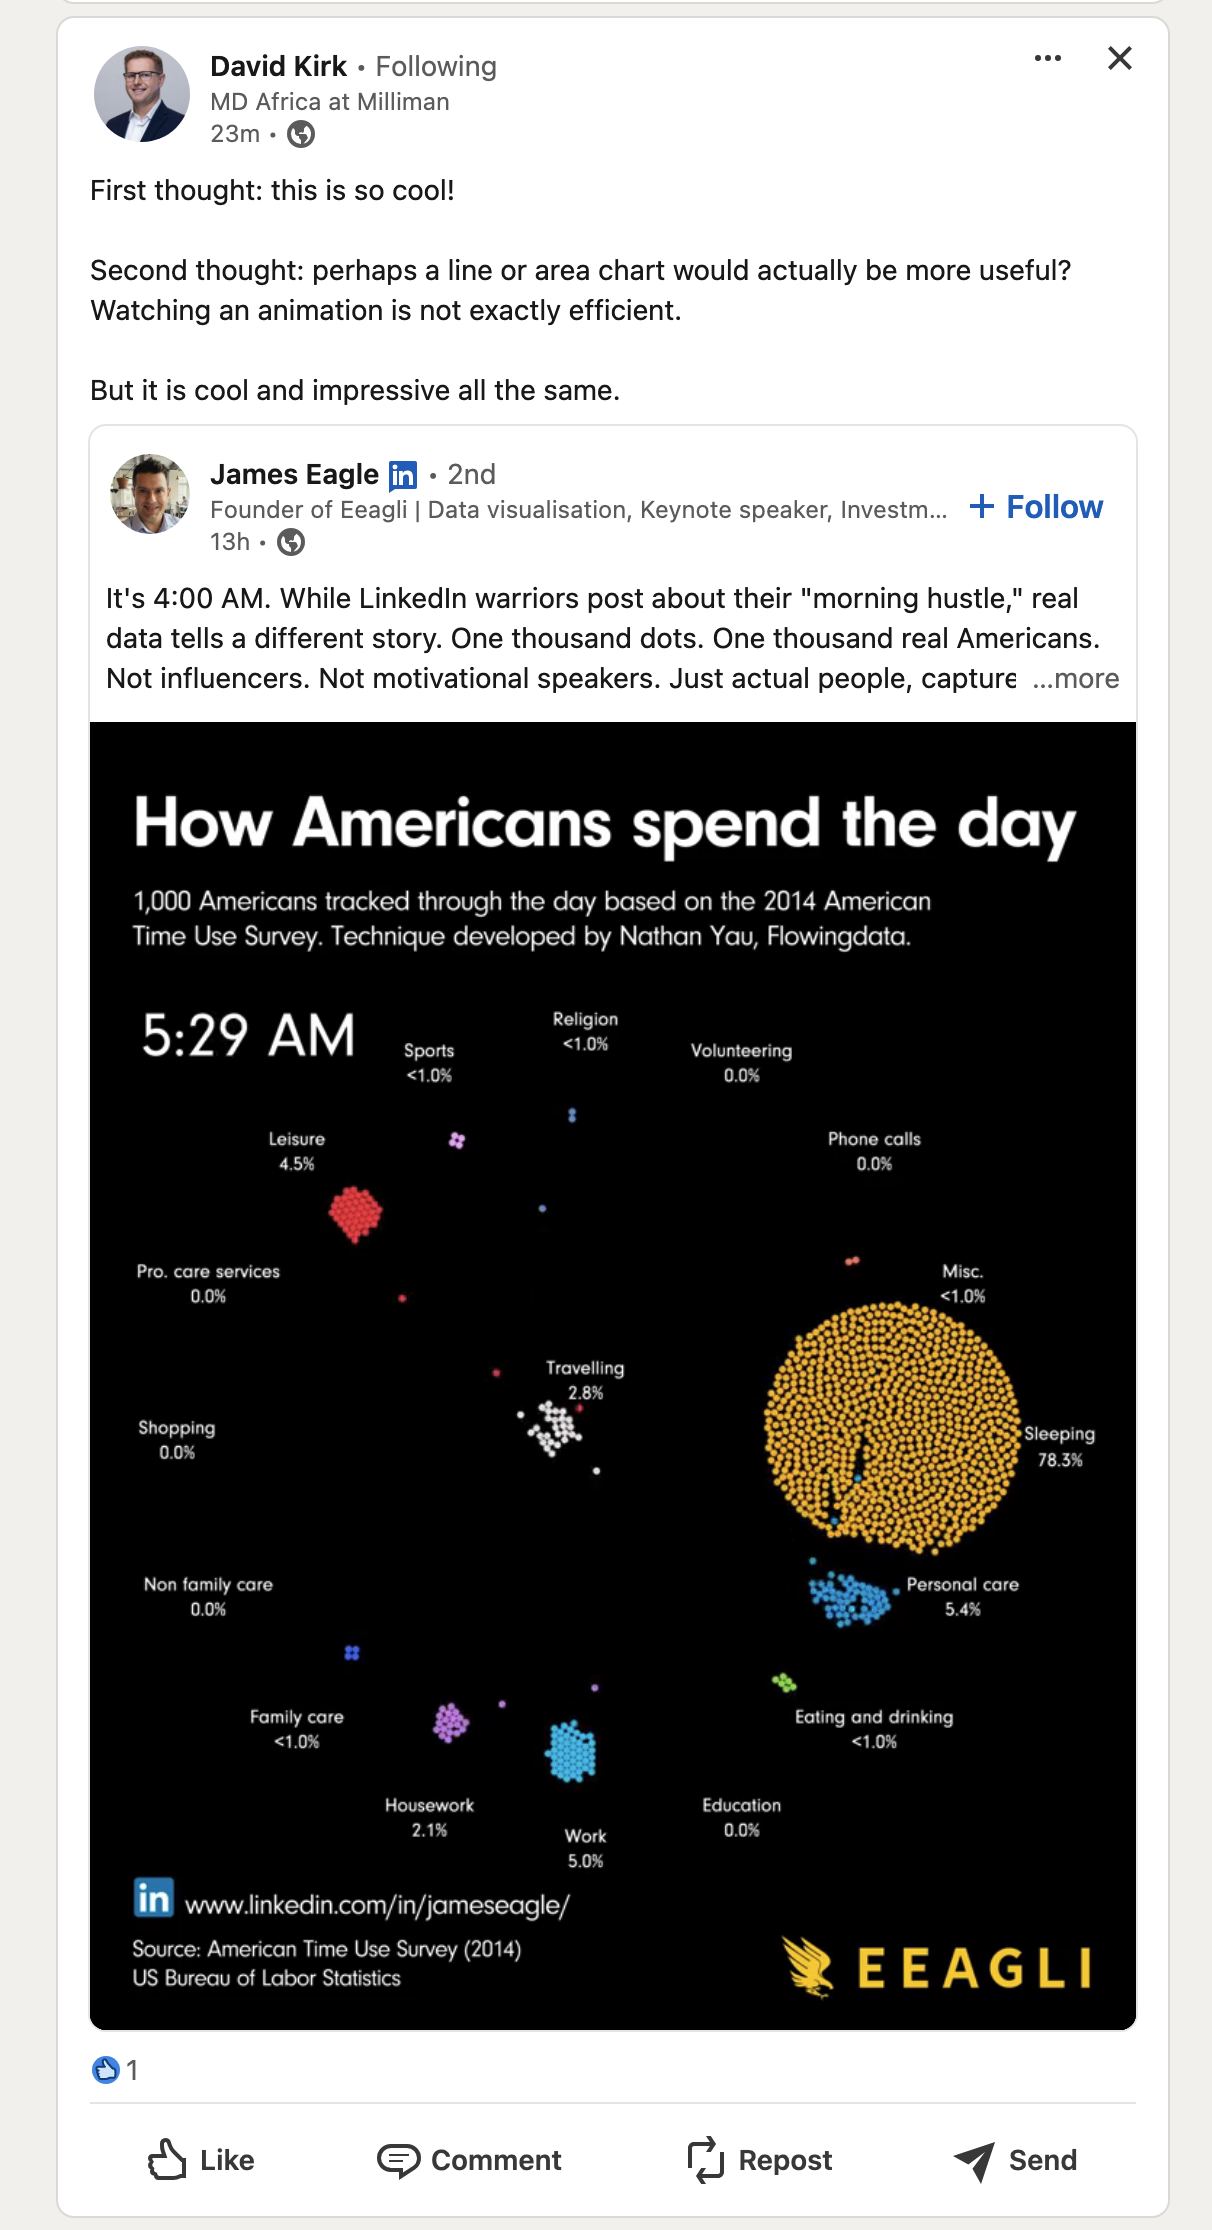 David Kirk • Following
MD Africa at Milliman
23m •
First thought: this is so cool!
Second thought: perhaps a line or area chart would actually be more useful?
Watching an animation is not exactly efficient.
But it is cool and impressive all the same.
James Eagle in • 2nd
Founder of Eeagli | Data visualisation, Keynote speaker, Investm...
+ Follow
13h •
It's 4:00 AM. While LinkedIn warriors post about their "morning hustle," real
data tells a different story. One thousand dots. One thousand real Americans.
Not influencers. Not motivational speakers. Just actual people, capture ...more
How Americans spend the day
1,000 Americans tracked through the day based on the 2014 American
Time Use Survey. Technique developed by Nathan Yau, Flowingdata.
5:29 AM
Religion
<1.0%
Sports
<1.0%
Volunteering
0.0%
Leisure
4.5%
Phone calls
0.0%
Pro. care services
0.0%
Misc.
<1.0%
Travelling
2.8%
Shopping
0.0%
Sleeping
78.3%
Non family care
0.0%
Personal care
5.4%
Family care
<1.0%
Eating and drinking
<1.0%
Housework
2.1%
Education
0.0%
Work
5.0%
in www.linkedin.com/in/jameseagle/
Source: American Time Use Survey (2014)
US Bureau of Labor Statistics
EEAGLI
1
Like
Comment
Repost
Send